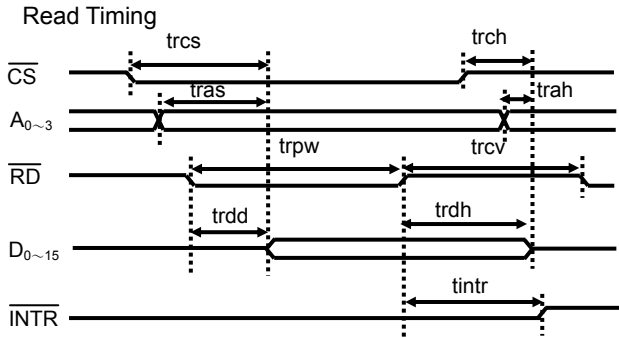 Read Timing
trcs
trch
CS
tras
trah
A0~3
trpw
trcv
RD
trdd
trdh
D0~15
tintr
INTR